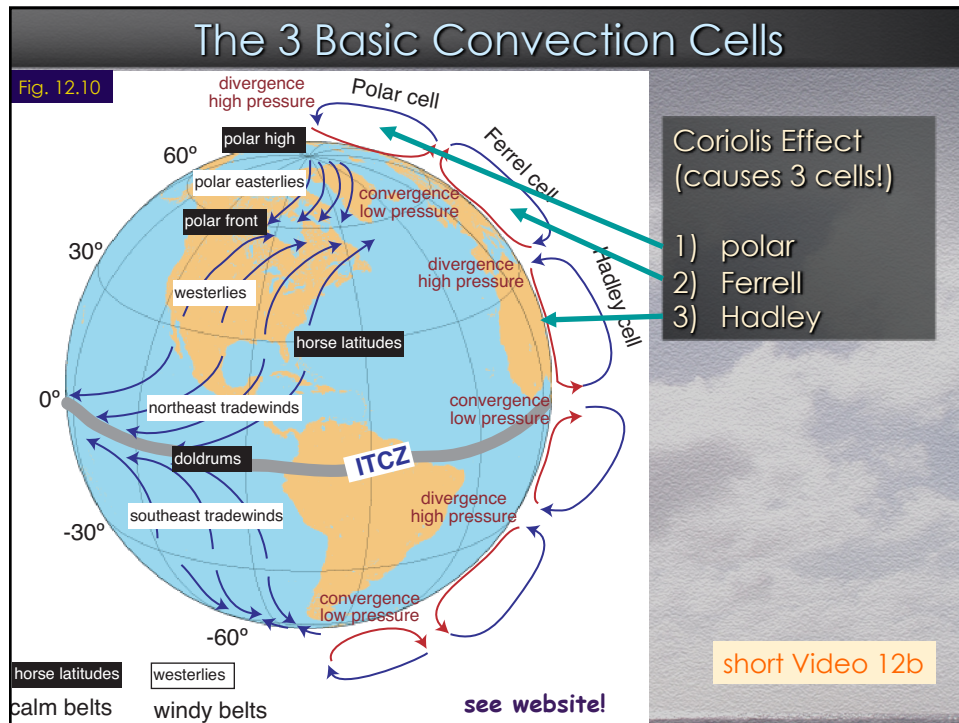 The 3 Basic Convection Cells
Fig. 12.10
divergence
high pressure
Polar cell
polar high
60º
polar easterlies
Ferrel cell
convergence
low pressure
polar front
30º
divergence
high pressure
Hadley cell
westerlies
horse latitudes
0º
northeast tradewinds
convergence
low pressure
doldrums
ITCZ
divergence
high pressure
southeast tradewinds
-30º
convergence
low pressure
-60º
horse latitudes
westerlies
calm belts
windy belts
see website!
Coriolis Effect
(causes 3 cells!)
1) polar
2) Ferrell
3) Hadley
short Video 12b